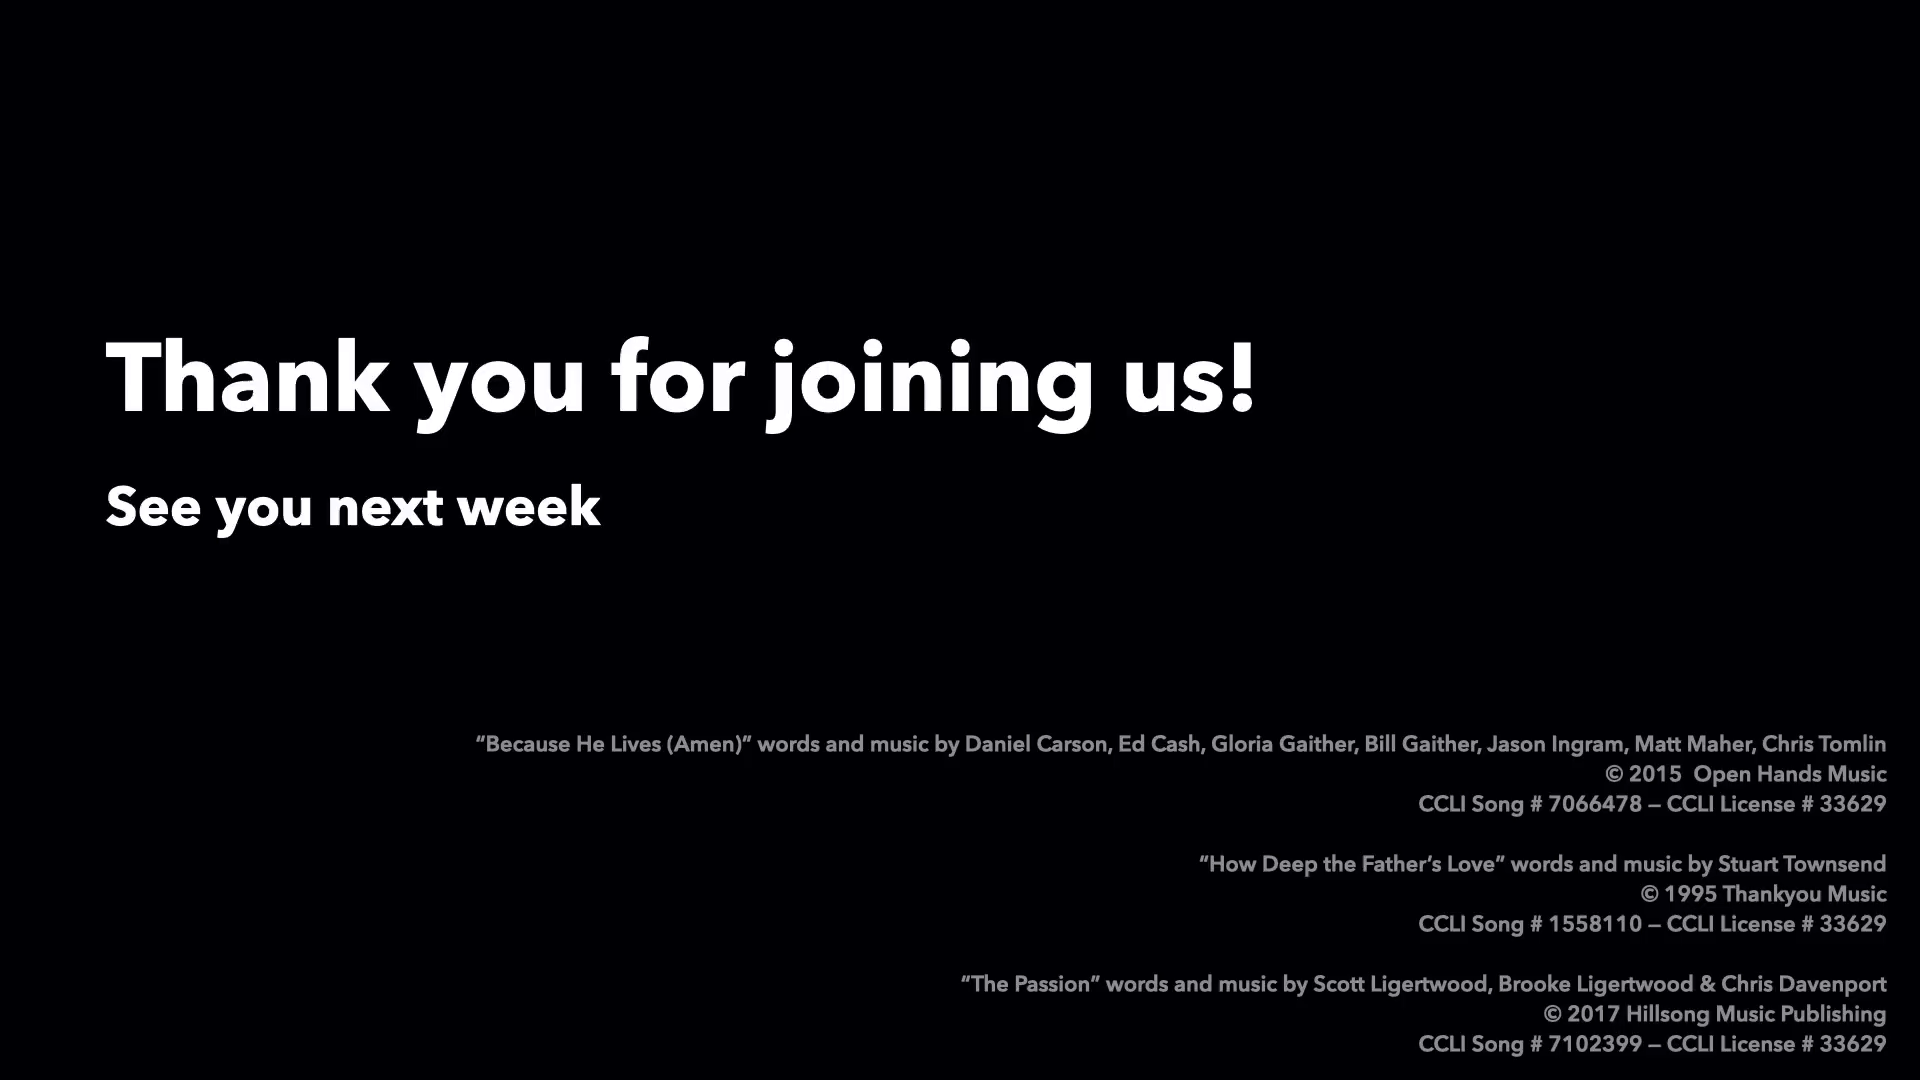 Thank you for joining us!
See you next week
“Because He Lives (Amen)” words and music by Daniel Carson, Ed Cash, Gloria Gaither, Bill Gaither, Jason Ingram, Matt Maher, Chris Tomlin
© 2015  Open Hands Music
CCLI Song # 7066478 – CCLI License # 33629
“How Deep the Father’s Love” words and music by Stuart Townsend
© 1995 Thankyou Music
CCLI Song # 1558110 – CCLI License # 33629
“The Passion” words and music by Scott Ligertwood, Brooke Ligertwood & Chris Davenport
© 2017 Hillsong Music Publishing
CCLI Song # 7102399 – CCLI License # 33629